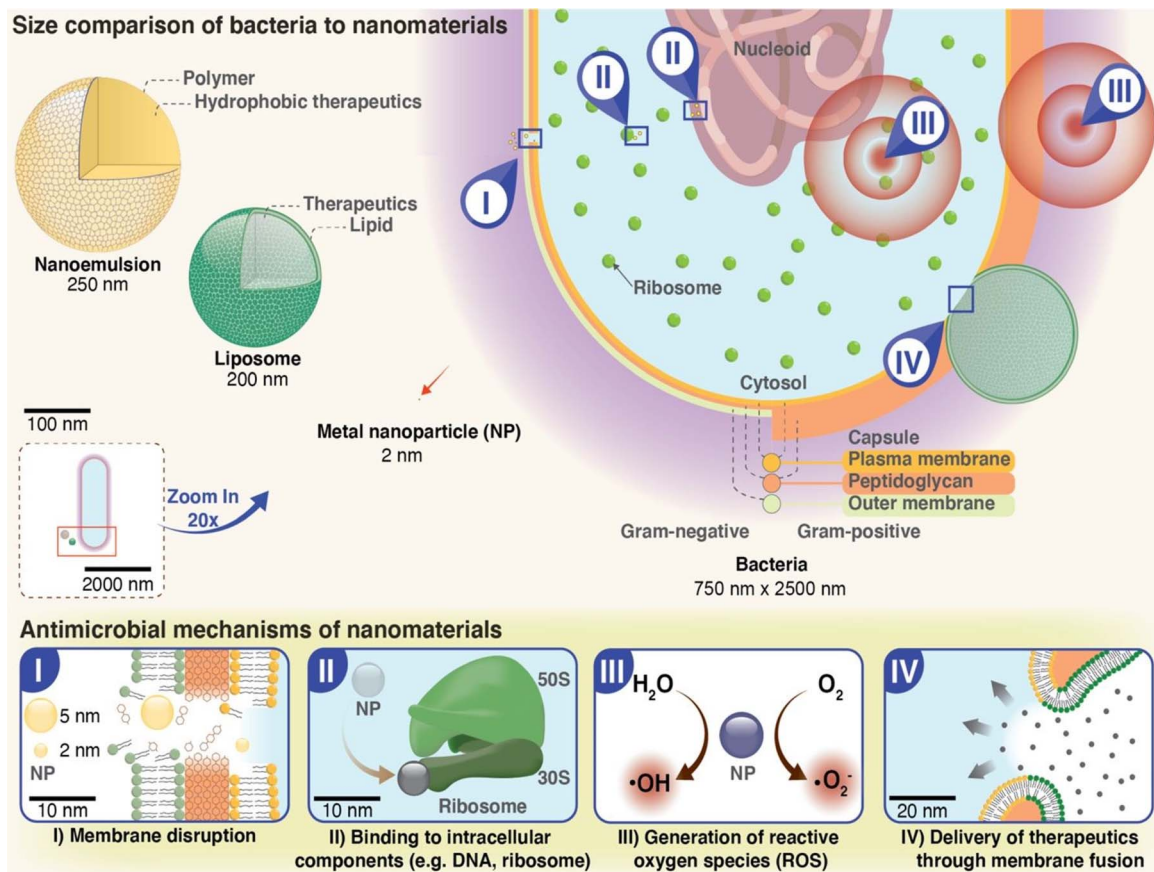 Size comparison of bacteria to nanomaterials
Polymer
Hydrophobic therapeutics
Nanoemulsion
250 nm
Therapeutics
Lipid
Liposome
200 nm
100 nm
Metal nanoparticle (NP)
2 nm
Zoom In
20x
2000 nm
Nucleoid
I
II
II
III
III
IV
Ribosome
Cytosol
Capsule
Plasma membrane
Peptidoglycan
Outer membrane
Gram-negative
Gram-positive
Bacteria
750 nm x 2500 nm
Antimicrobial mechanisms of nanomaterials
I
5 nm
2 nm
NP
10 nm
I) Membrane disruption
II
NP
50S
30S
Ribosome
10 nm
II) Binding to intracellular
components (e.g. DNA, ribosome)
III
H₂O
O₂
NP
•OH
•O₂⁻
III) Generation of reactive
oxygen species (ROS)
IV
20 nm
IV) Delivery of therapeutics
through membrane fusion